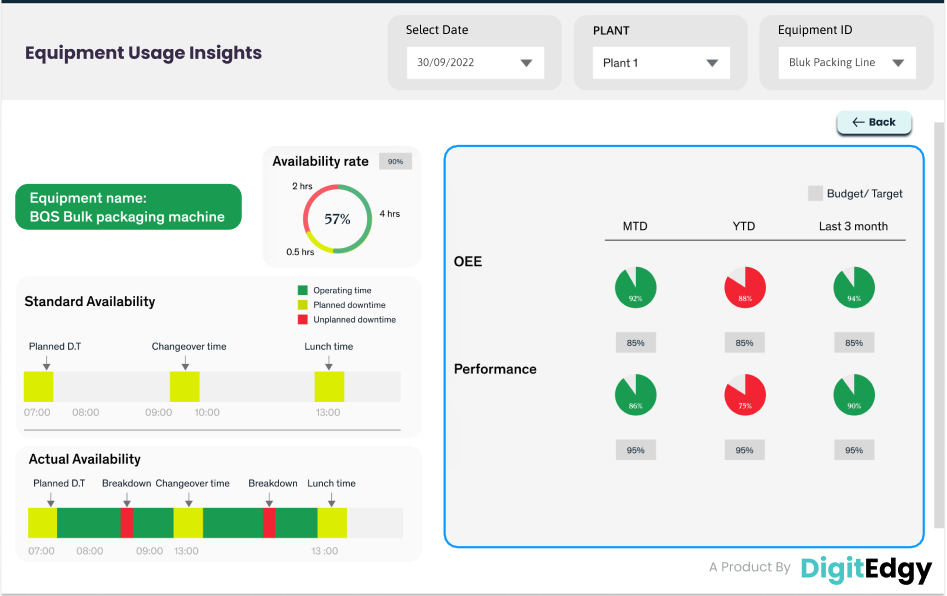 Equipment Usage Insights
Select Date
30/09/2022
PLANT
Plant 1
Equipment ID
Bluk Packing Line
← Back
Equipment name:
BQS Bulk packaging machine
Availability rate
90%
2 hrs
57%
4 hrs
0.5 hrs
Standard Availability
Operating time
Planned downtime
Unplanned downtime
Planned D.T Changeover time Lunch time
07:00 08:00 09:00 10:00 13:00
Actual Availability
Planned D.T Breakdown Changeover time Breakdown Lunch time
07:00 08:00 09:00 13:00 13 :00
Budget/ Target
MTD YTD Last 3 month
OEE
92% 88% 94%
85% 85% 85%
Performance
86% 75% 90%
95% 95% 95%
A Product By DigitEdgy